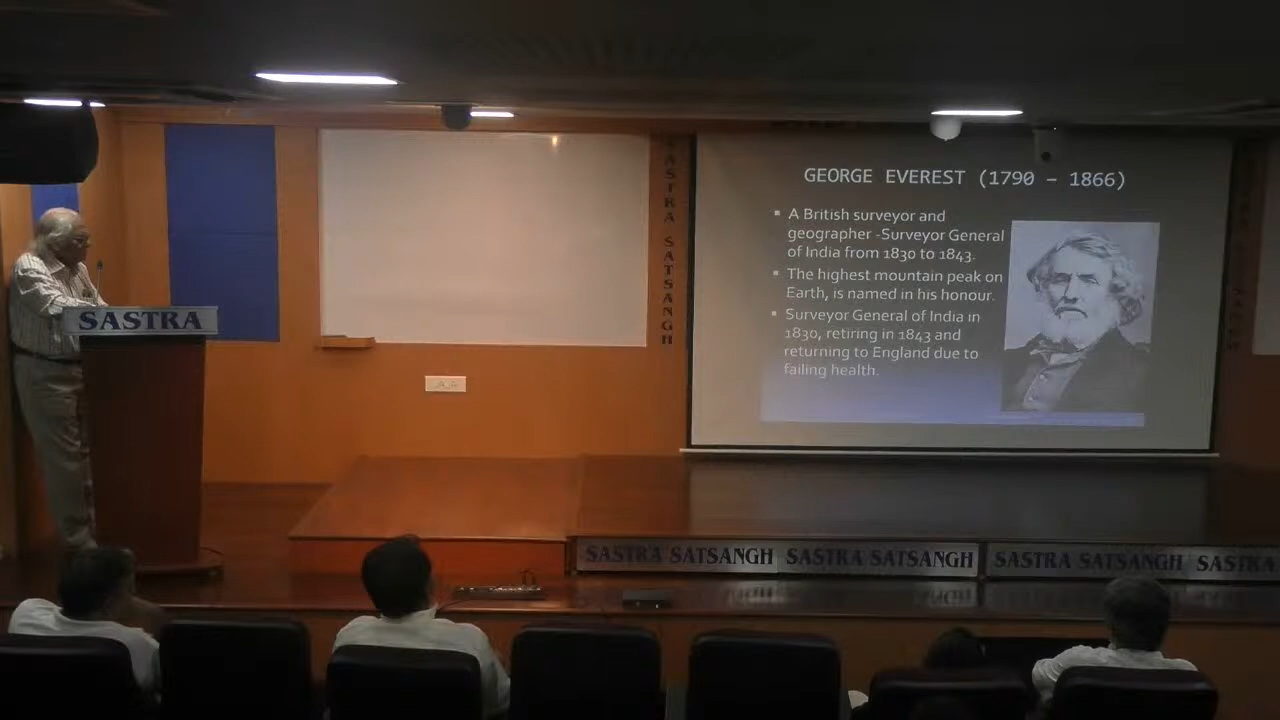 GEORGE EVEREST (1790 – 1866)
▪ A British surveyor and
geographer -Surveyor General
of India from 1830 to 1843.
▪ The highest mountain peak on
Earth, is named in his honour.
▪ Surveyor General of India in
1830, retiring in 1843 and
returning to England due to
failing health.
SASTRA SATSANGH
SASTRA
SASTRA SATSANGH SASTRA SATSANGH SASTRA SATSANGH SASTRA